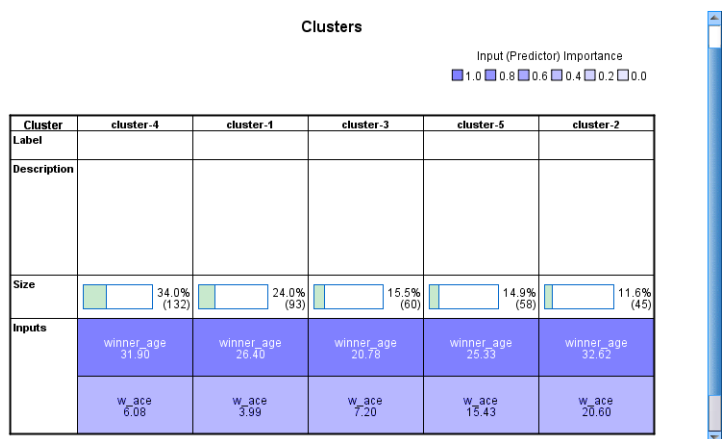 Clusters
Input (Predictor) Importance
1.0 0.8 0.6 0.4 0.2 0.0
Cluster cluster-4 cluster-1 cluster-3 cluster-5 cluster-2
Label
Description
Size 34.0% 24.0% 15.5% 14.9% 11.6%
(132) (93) (60) (58) (45)
Inputs
winner_age winner_age winner_age winner_age winner_age
31.90 26.40 20.78 25.33 32.62
w_ace w_ace w_ace w_ace w_ace
6.08 3.99 7.20 15.43 20.60